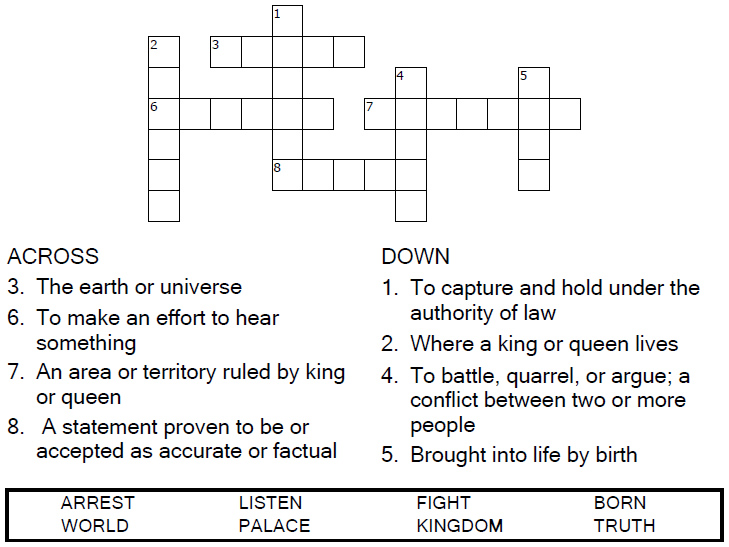 1
2
3
4
5
6
7
8
ACROSS
3. The earth or universe
6. To make an effort to hear
something
7. An area or territory ruled by king
or queen
8. A statement proven to be or
accepted as accurate or factual
DOWN
1. To capture and hold under the
authority of law
2. Where a king or queen lives
4. To battle, quarrel, or argue; a
conflict between two or more
people
5. Brought into life by birth
ARREST LISTEN FIGHT BORN
WORLD PALACE KINGDOM TRUTH